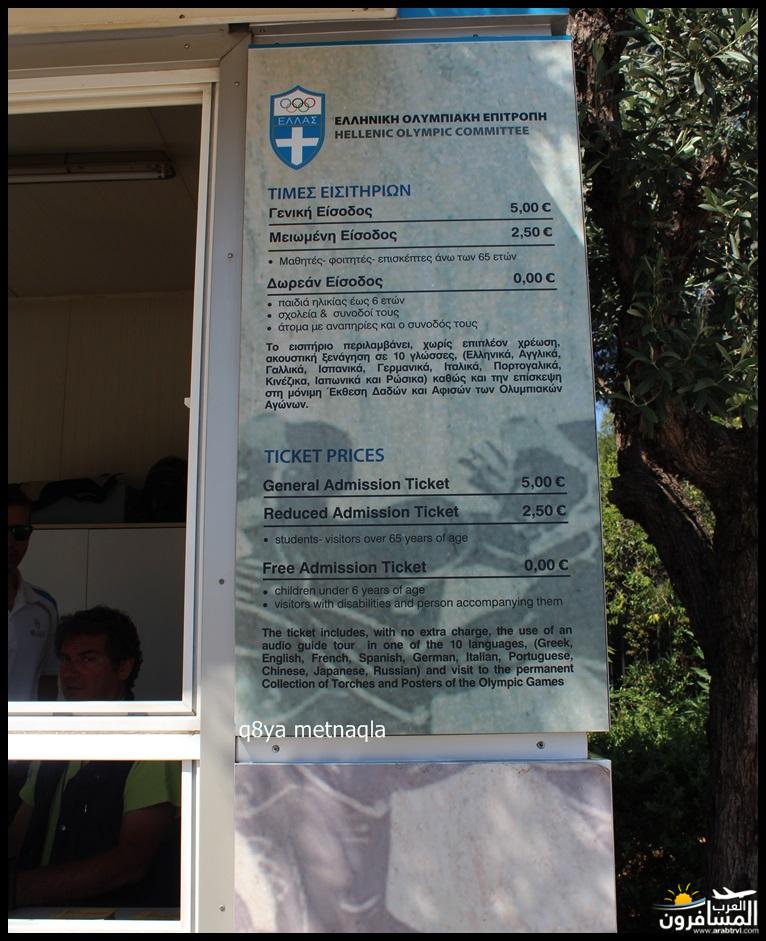 ΕΛΛΑΣ
ΕΛΛΗΝΙΚΗ ΟΛΥΜΠΙΑΚΗ ΕΠΙΤΡΟΠΗ
HELLENIC OLYMPIC COMMITTEE
ΤΙΜΕΣ ΕΙΣΙΤΗΡΙΩΝ
Γενική Είσοδος 5,00 €
Μειωμένη Είσοδος 2,50 €
• Μαθητές- φοιτητές- επισκέπτες άνω των 65 ετών
Δωρεάν Είσοδος 0,00 €
• παιδιά ηλικίας έως 6 ετών
• σχολεία & συνοδοί τους
• άτομα με αναπηρίες και ο συνοδός τους
Το εισιτήριο περιλαμβάνει, χωρίς επιπλέον χρέωση,
ακουστική ξενάγηση σε 10 γλώσσες, (Ελληνικά, Αγγλικά,
Γαλλικά, Ισπανικά, Γερμανικά, Ιταλικά, Πορτογαλικά,
Κινέζικα, Ιαπωνικά και Ρώσικα) καθώς και την επίσκεψη
στη μόνιμη Έκθεση Δαδών και Αφισών των Ολυμπιακών
Αγώνων.
TICKET PRICES
General Admission Ticket 5,00 €
Reduced Admission Ticket 2,50 €
• students- visitors over 65 years of age
Free Admission Ticket 0,00 €
• children under 6 years of age
• visitors with disabilities and person accompanying them
The ticket includes, with no extra charge, the use of an
audio guide tour in one of the 10 languages, (Greek,
English, French, Spanish, German, Italian, Portuguese,
Chinese, Japanese, Russian) and visit to the permanent
Collection of Torches and Posters of the Olympic Games
q8ya metnaqla
العرب
المسافرون
www.arabtrvl.com